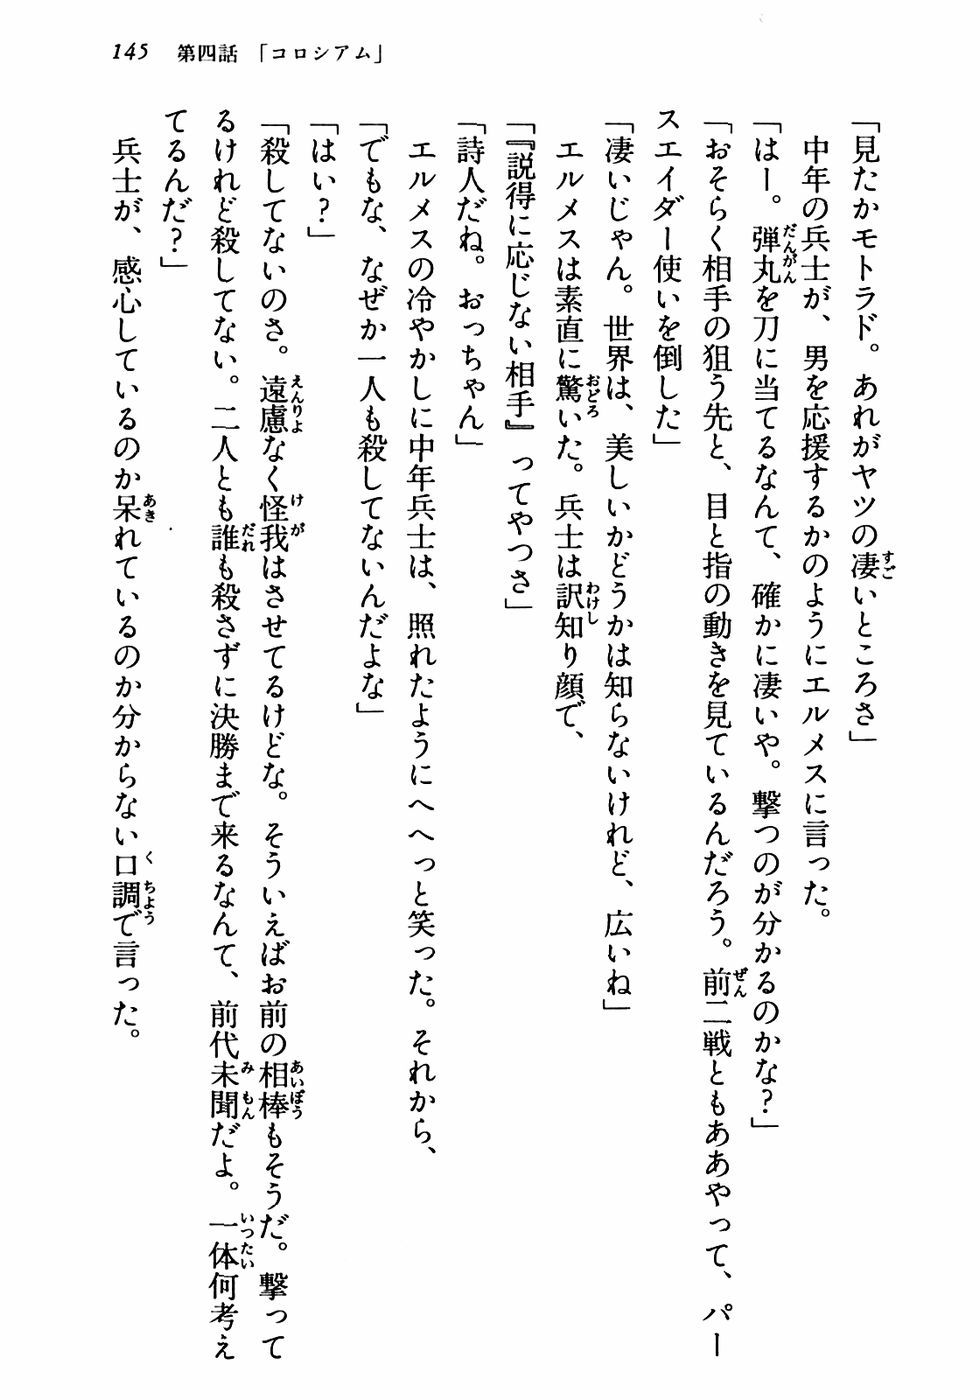 145　第四話　「コロシアム」
「見たかモトラド。あれがヤツの凄いところさ」
　中年の兵士が、男を応援するかのようにエルメスに言った。
「はー。弾丸を刀に当てるなんて、確かに凄いや。撃つのが分かるのかな？」
「おそらく相手の狙う先と、目と指の動きを見ているんだろう。前二戦ともああやって、パー
スエイダー使いを倒した」
「凄いじゃん。世界は、美しいかどうかは知らないけれど、広いね」
　エルメスは素直に驚いた。兵士は訳知り顔で、
「『説得に応じない相手』ってやつさ」
「詩人だね。おっちゃん」
　エルメスの冷やかしに中年兵士は、照れたようにへへっと笑った。それから、
「でもな、なぜか一人も殺してないんだよな」
「はい？」
「殺してないのさ。遠慮なく怪我はさせてるけどな。そういえばお前の相棒もそうだ。撃って
るけれど殺してない。二人とも誰も殺さずに決勝まで来るなんて、前代未聞だよ。一体何考え
てるんだ？」
　兵士が、感心しているのか呆れているのか分からない口調で言った。